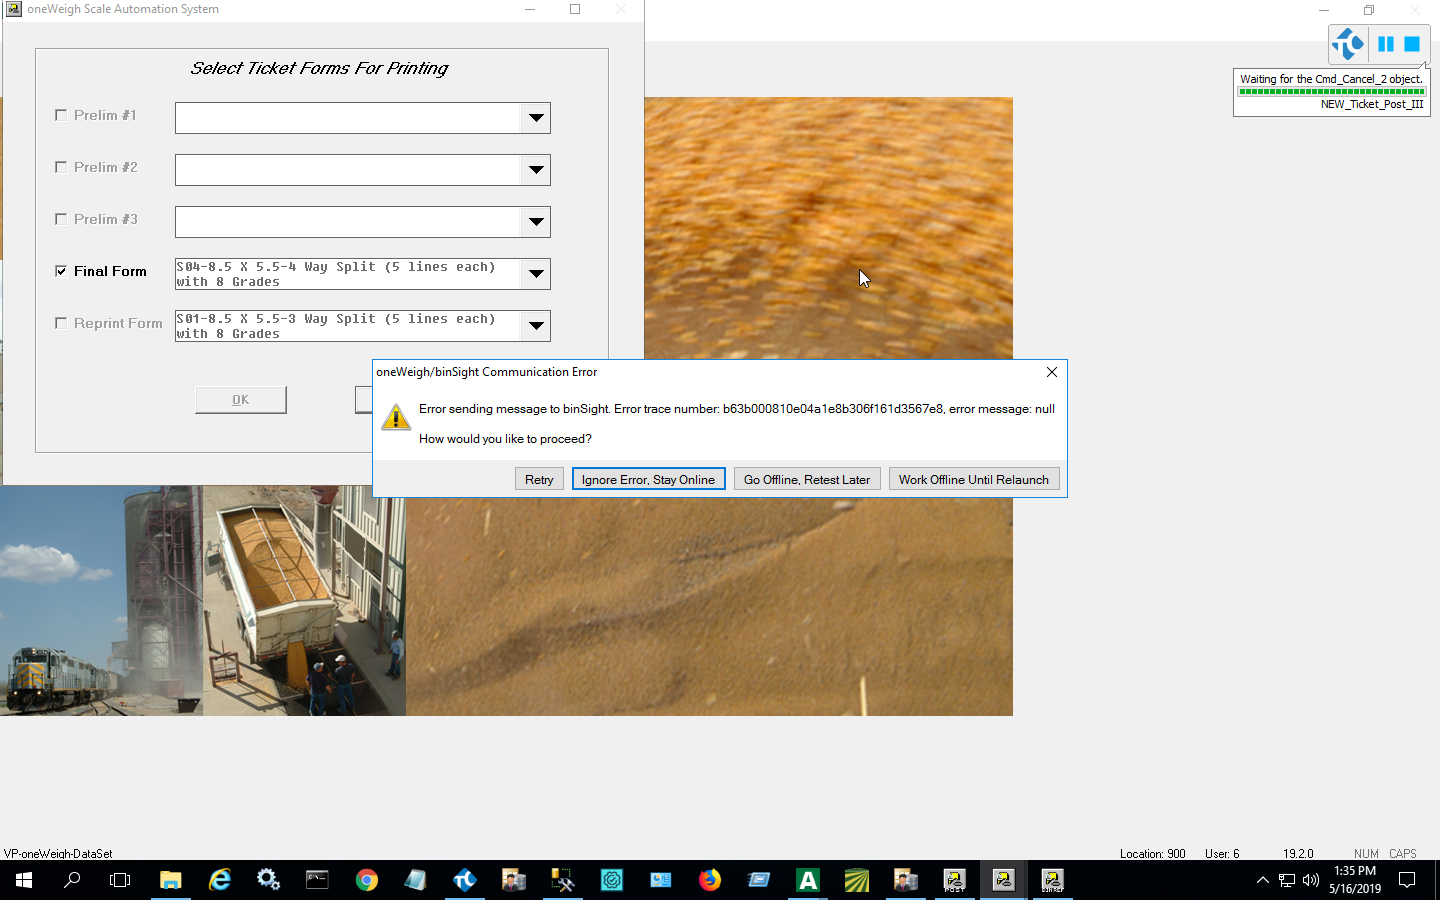 oneWeigh Scale Automation System
Select Ticket Forms For Printing
Prelim #1
Prelim #2
Prelim #3
Final Form
S04-8.5 X 5.5-4 Way Split (5 lines each)
with 8 Grades
Reprint Form
S01-8.5 X 5.5-3 Way Split (5 lines each)
with 8 Grades
OK
Waiting for the Cmd_Cancel_2 object.
NEW_Ticket_Post_III
oneWeigh/binSight Communication Error
Error sending message to binSight. Error trace number: b63b000810e04a1e8b306f161d3567e8, error message: null
How would you like to proceed?
Retry
Ignore Error, Stay Online
Go Offline, Retest Later
Work Offline Until Relaunch
VP-oneWeigh-DataSet
Location: 900
User: 6
19.2.0
NUM
CAPS
POST
1:35 PM
5/16/2019